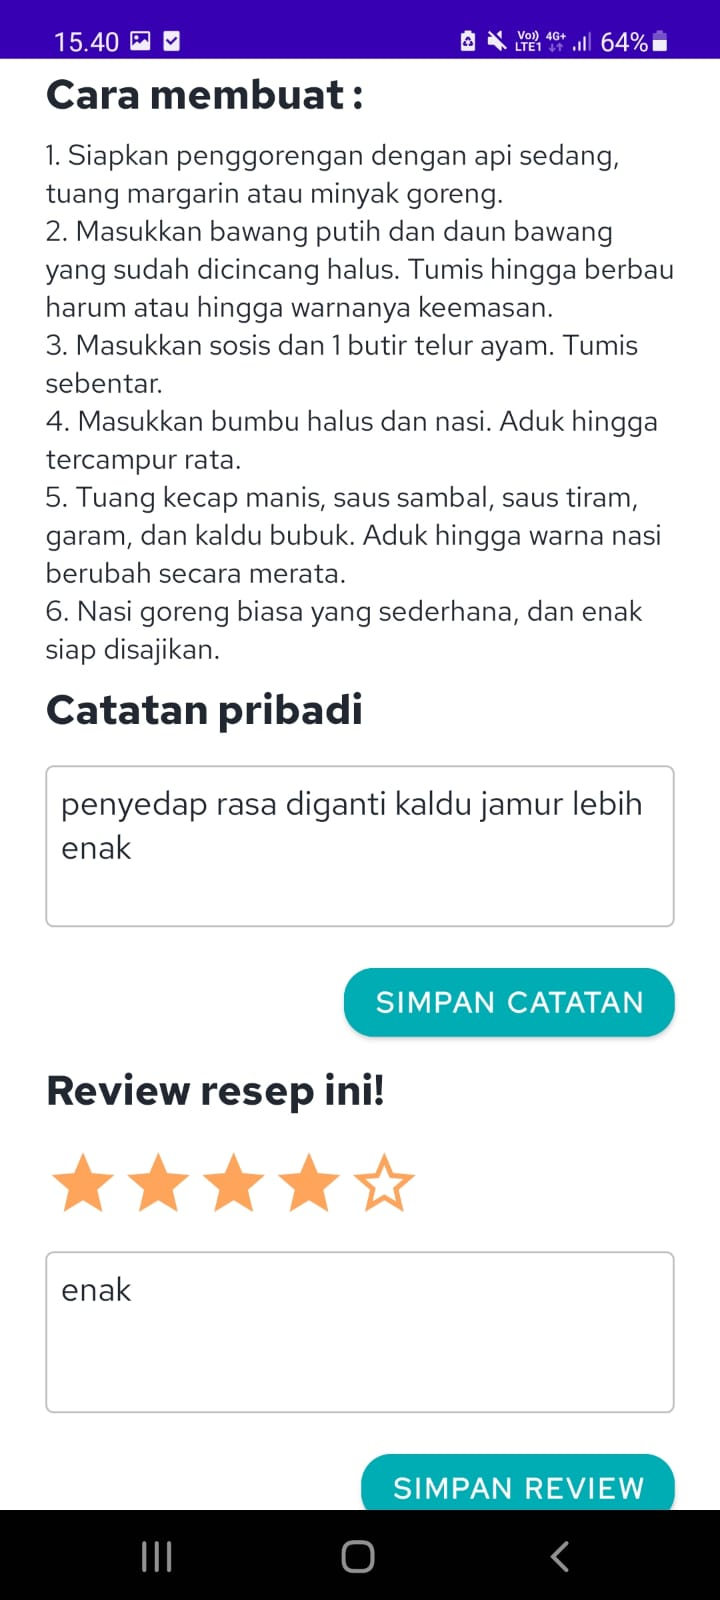 15.40
Vo)) 4G+
LTE1
64%
Cara membuat :
1. Siapkan penggorengan dengan api sedang,
tuang margarin atau minyak goreng.
2. Masukkan bawang putih dan daun bawang
yang sudah dicincang halus. Tumis hingga berbau
harum atau hingga warnanya keemasan.
3. Masukkan sosis dan 1 butir telur ayam. Tumis
sebentar.
4. Masukkan bumbu halus dan nasi. Aduk hingga
tercampur rata.
5. Tuang kecap manis, saus sambal, saus tiram,
garam, dan kaldu bubuk. Aduk hingga warna nasi
berubah secara merata.
6. Nasi goreng biasa yang sederhana, dan enak
siap disajikan.
Catatan pribadi
penyedap rasa diganti kaldu jamur lebih
enak
SIMPAN CATATAN
Review resep ini!
enak
SIMPAN REVIEW